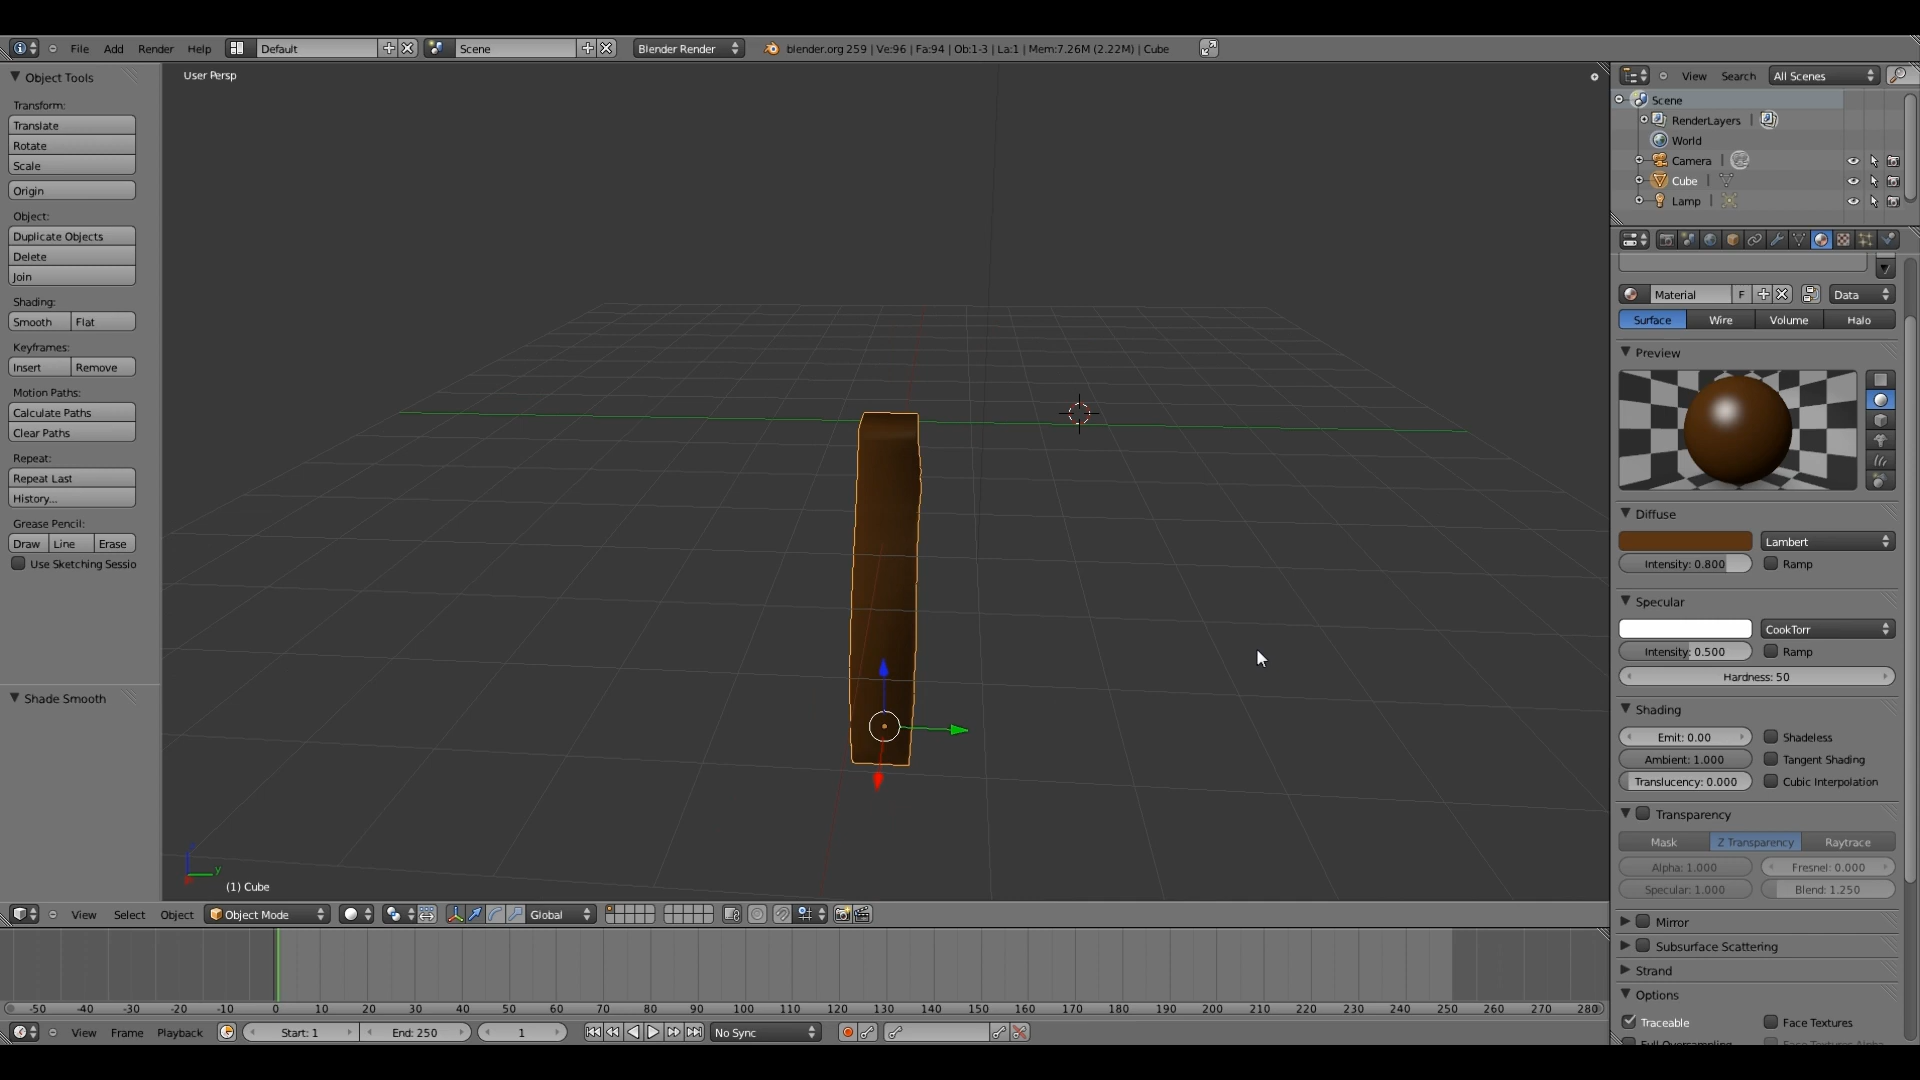 File Add Render Help Default Scene Blender Render blender.org 259 | Ve:96 | Fa:94 | Ob:1-3 | La:1 | Mem:7.26M (2.22M) | Cube
Object Tools
Transform:
Translate
Rotate
Scale
Origin
Object:
Duplicate Objects
Delete
Join
Shading:
Smooth Flat
Keyframes:
Insert Remove
Motion Paths:
Calculate Paths
Clear Paths
Repeat:
Repeat Last
History...
Grease Pencil:
Draw Line Erase
Use Sketching Sessio
Shade Smooth
User Persp
y
(1) Cube
View Select Object Object Mode Global
View Search All Scenes
Scene
RenderLayers |
World
Camera |
Cube |
Lamp |
Material F Data
Surface Wire Volume Halo
Preview
Diffuse
Lambert
Intensity: 0.800 Ramp
Specular
CookTorr
Intensity: 0.500 Ramp
Hardness: 50
Shading
Emit: 0.00 Shadeless
Ambient: 1.000 Tangent Shading
Translucency: 0.000 Cubic Interpolation
Transparency
Mask Z Transparency Raytrace
Alpha: 1.000 Fresnel: 0.000
Specular: 1.000 Blend: 1.250
Mirror
Subsurface Scattering
Strand
Options
Traceable Face Textures
Full Oversampling Face Textures Alpha
-50 -40 -30 -20 -10 0 10 20 30 40 50 60 70 80 90 100 110 120 130 140 150 160 170 180 190 200 210 220 230 240 250 260 270 280
View Frame Playback Start: 1 End: 250 1 No Sync